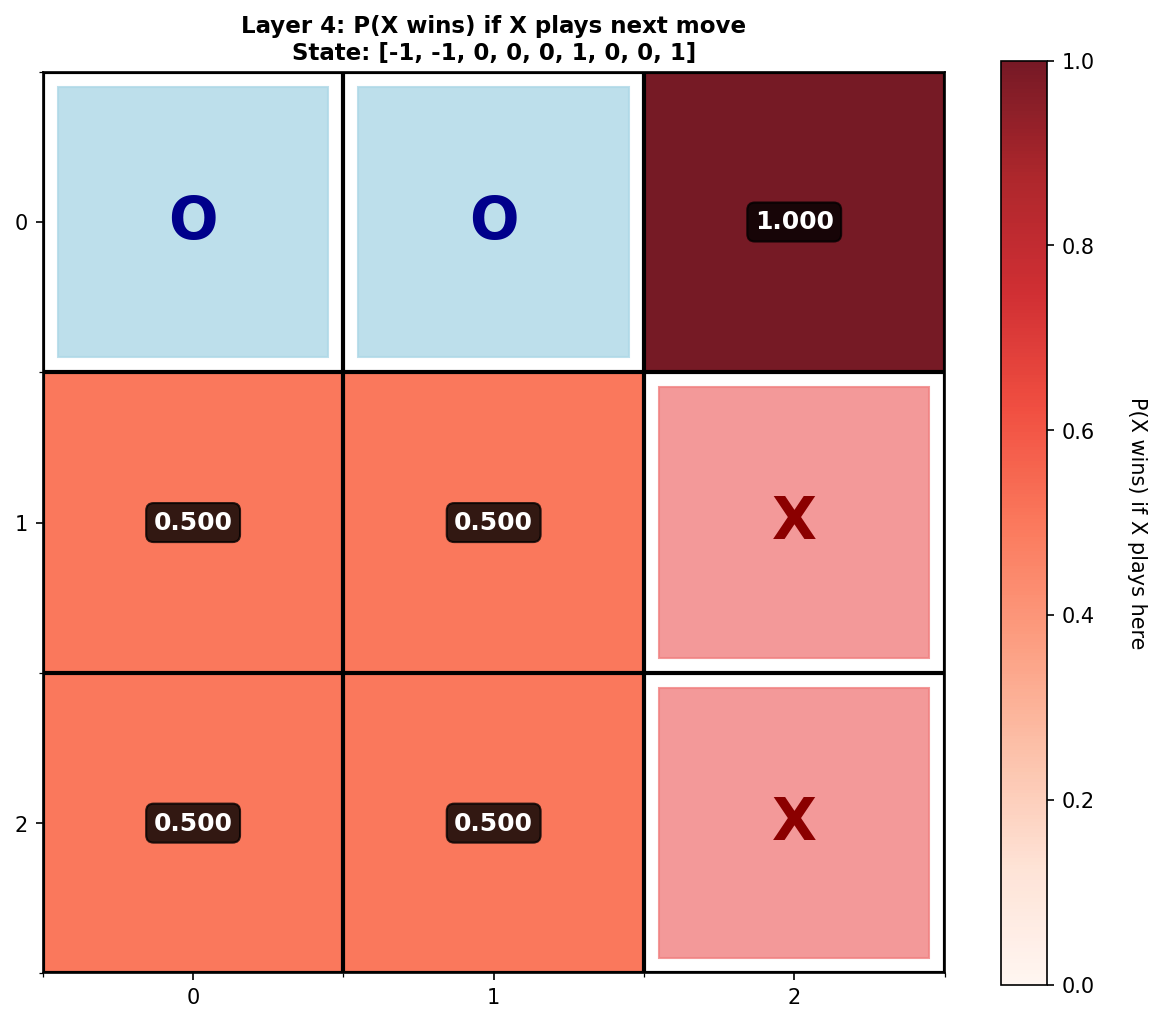 Layer 4: P(X wins) if X plays next move
State: [-1, -1, 0, 0, 0, 1, 0, 0, 1]
0 O O 1.000
1 0.500 0.500 X
2 0.500 0.500 X
0 1 2
1.0
0.8
0.6
0.4
0.2
0.0
P(X wins) if X plays here